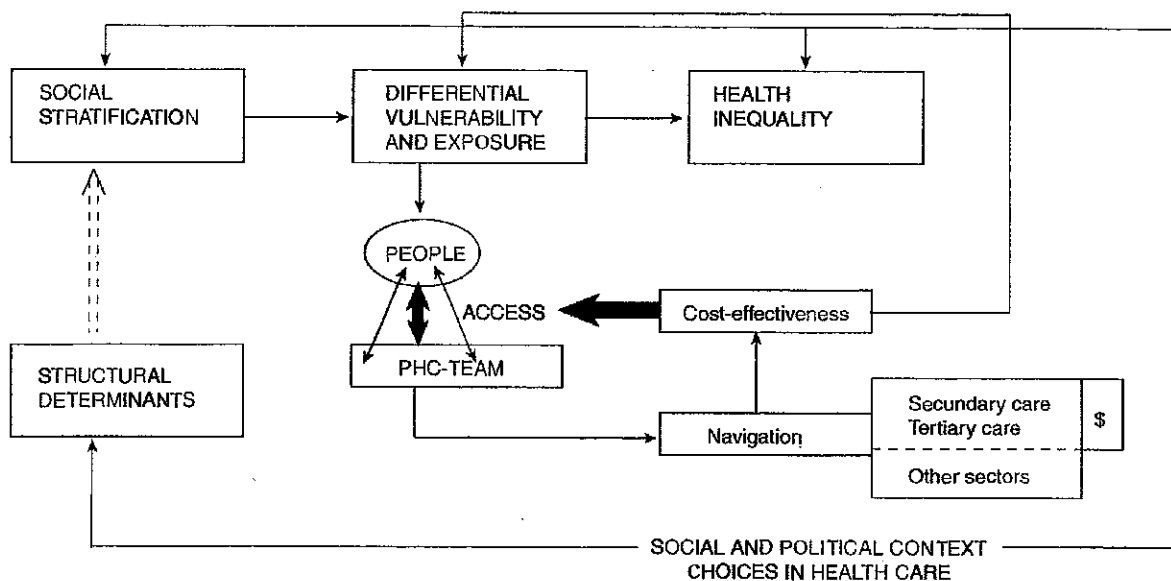 SOCIAL
STRATIFICATION
DIFFERENTIAL
VULNERABILITY
AND EXPOSURE
HEALTH
INEQUALITY
PEOPLE
ACCESS
Cost-effectiveness
PHC-TEAM
STRUCTURAL
DETERMINANTS
Navigation
Secundary care
Tertiary care
$
Other sectors
SOCIAL AND POLITICAL CONTEXT
CHOICES IN HEALTH CARE